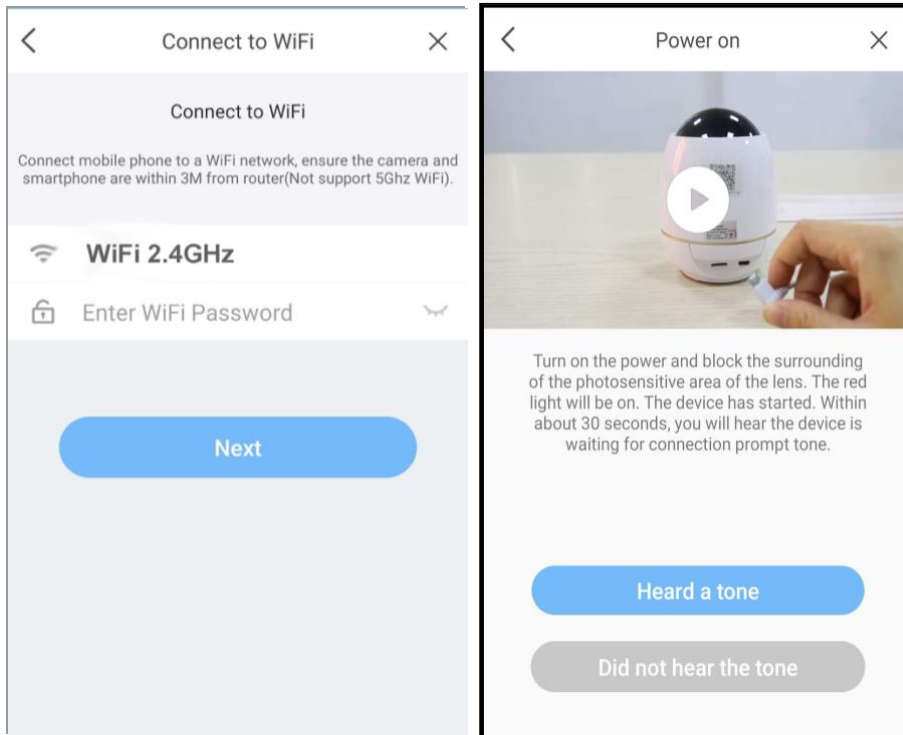 Connect to WiFi
Connect to WiFi
Connect mobile phone to a WiFi network, ensure the camera and
smartphone are within 3M from router(Not support 5Ghz WiFi).
WiFi 2.4GHz
Enter WiFi Password
Next
Power on
Turn on the power and block the surrounding
of the photosensitive area of the lens. The red
light will be on. The device has started. Within
about 30 seconds, you will hear the device is
waiting for connection prompt tone.
Heard a tone
Did not hear the tone